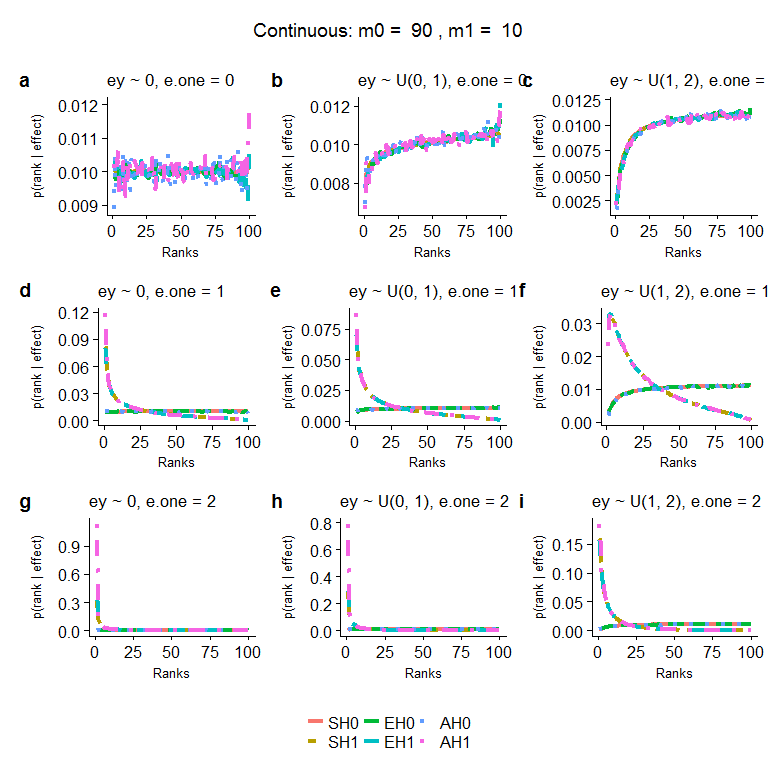 Continuous: m0 =  90 , m1 =  10
a ey ~ 0, e.one = 0 b ey ~ U(0, 1), e.one = 0 c ey ~ U(1, 2), e.one =
p(rank | effect) 0.012 0.011 0.010 0.009 p(rank | effect) 0.012 0.010 0.008 p(rank | effect) 0.0125 0.0100 0.0075 0.0050 0.0025
0 25 50 75 100 0 25 50 75 100 0 25 50 75 100
Ranks Ranks Ranks
d ey ~ 0, e.one = 1 e ey ~ U(0, 1), e.one = 1 f ey ~ U(1, 2), e.one = 1
p(rank | effect) 0.12 0.09 0.06 0.03 0.00 p(rank | effect) 0.075 0.050 0.025 0.000 p(rank | effect) 0.03 0.02 0.01 0.00
0 25 50 75 100 0 25 50 75 100 0 25 50 75 100
Ranks Ranks Ranks
g ey ~ 0, e.one = 2 h ey ~ U(0, 1), e.one = 2 i ey ~ U(1, 2), e.one = 2
p(rank | effect) 0.9 0.6 0.3 0.0 p(rank | effect) 0.8 0.6 0.4 0.2 0.0 p(rank | effect) 0.15 0.10 0.05 0.00
0 25 50 75 100 0 25 50 75 100 0 25 50 75 100
Ranks Ranks Ranks
SH0 EH0 AH0
SH1 EH1 AH1